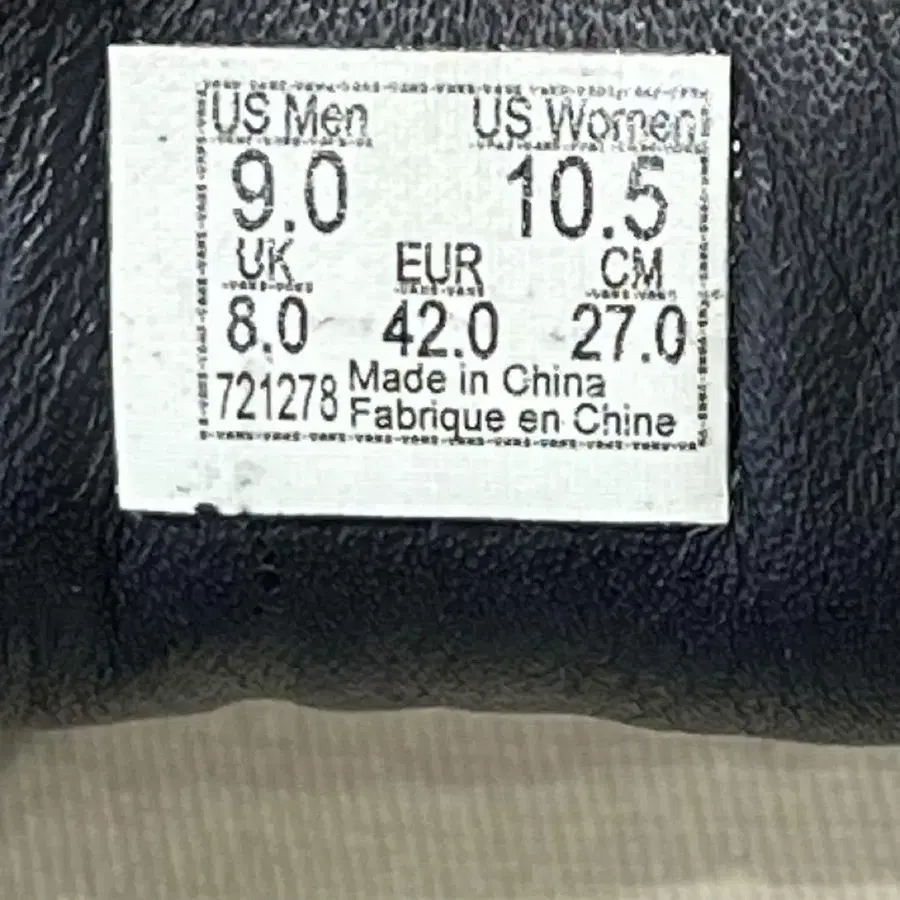 US Men US Women
9.0 10.5
UK EUR CM
8.0 42.0 27.0
721278 Made in China
Fabrique en Chine